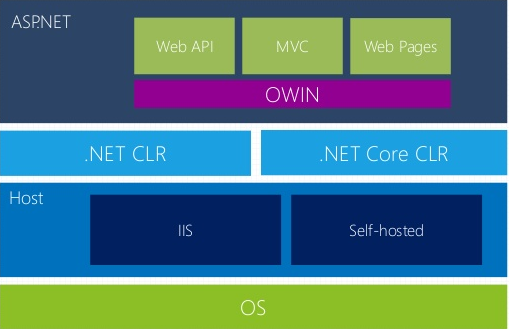 ASP.NET
Web API
MVC
Web Pages
OWIN
.NET CLR
.NET Core CLR
Host
IIS
Self-hosted
OS